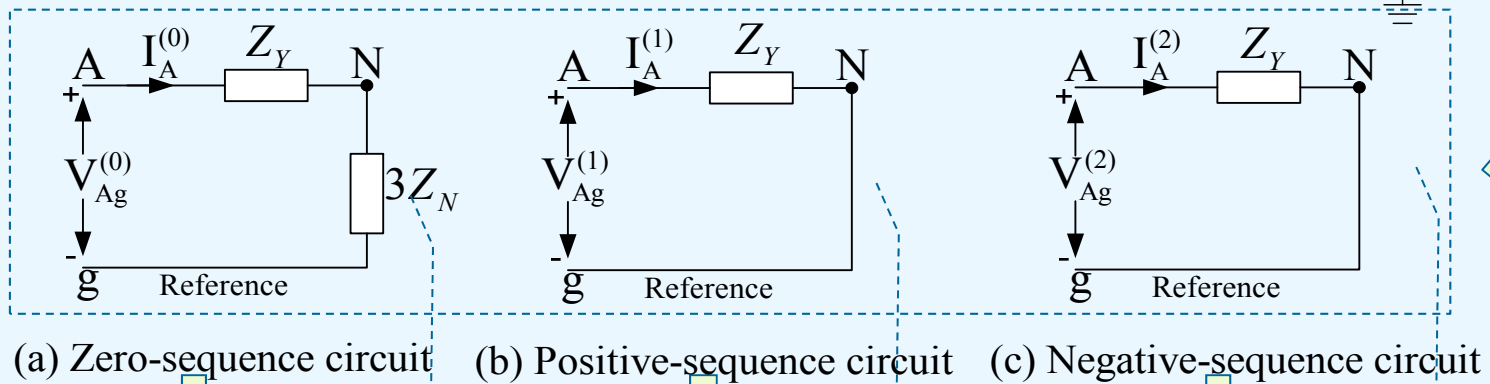 I_A^(0) Z_Y
A N
+
V_Ag^(0)
3Z_N
-
g Reference
(a) Zero-sequence circuit
I_A^(1) Z_Y
A N
+
V_Ag^(1)
-
g Reference
(b) Positive-sequence circuit
I_A^(2) Z_Y
A N
+
V_Ag^(2)
-
g Reference
(c) Negative-sequence circuit